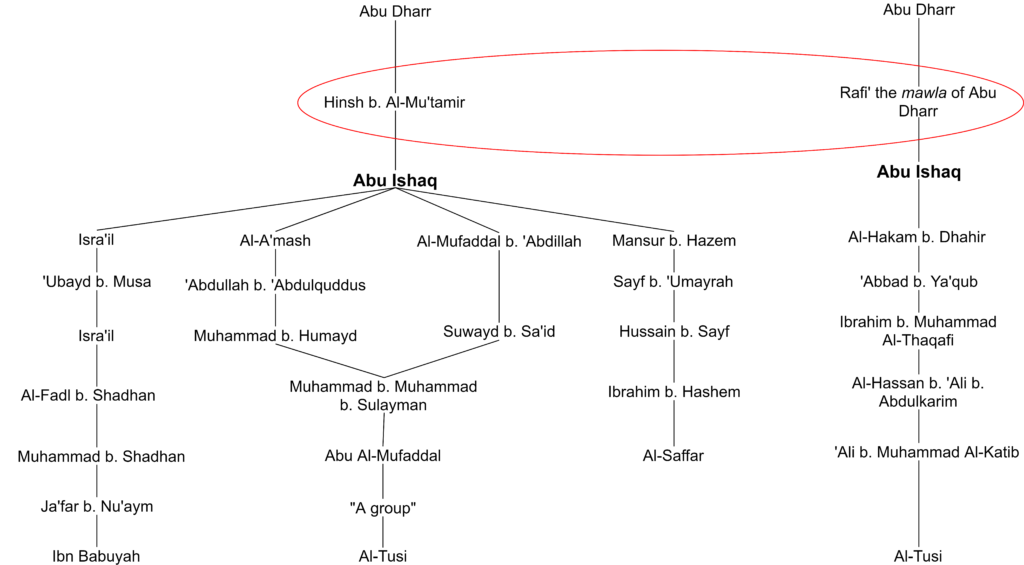 Abu Dharr
Abu Dharr
Hinsh b. Al-Mu'tamir
Rafi' the mawla of Abu
Dharr
Abu Ishaq
Abu Ishaq
Isra'il
Al-A'mash
Al-Mufaddal b. 'Abdillah
Mansur b. Hazem
Al-Hakam b. Dhahir
'Ubayd b. Musa
'Abdullah b. 'Abdulquddus
Sayf b. 'Umayrah
'Abbad b. Ya'qub
Isra'il
Muhammad b. Humayd
Suwayd b. Sa'id
Hussain b. Sayf
Ibrahim b. Muhammad
Al-Thaqafi
Al-Fadl b. Shadhan
Muhammad b. Muhammad
b. Sulayman
Ibrahim b. Hashem
Al-Hassan b. 'Ali b.
Abdulkarim
Muhammad b. Shadhan
Abu Al-Mufaddal
Al-Saffar
'Ali b. Muhammad Al-Katib
Ja'far b. Nu'aym
"A group"
Ibn Babuyah
Al-Tusi
Al-Tusi